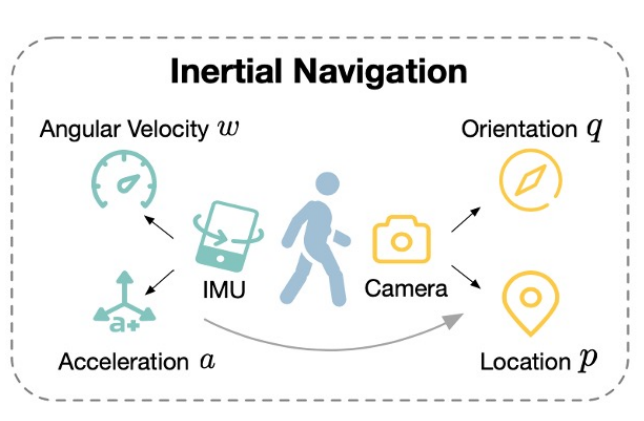 Inertial Navigation
Angular Velocity w
Orientation q
IMU
Camera
a+
Acceleration a
Location p